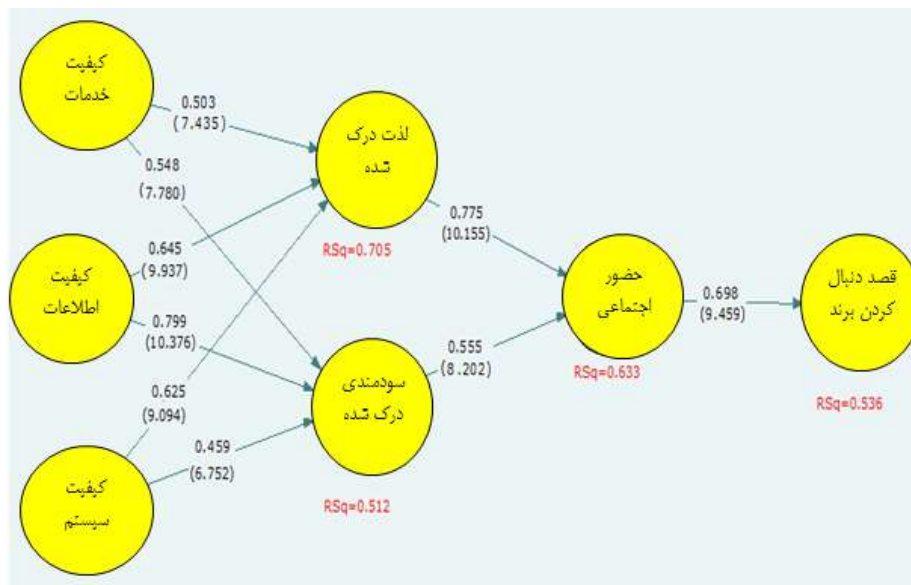 کیفیت
خدمات
0.503
(7.435)
0.548
(7.780)
لذت درک
شده
RSq=0.705
0.775
(10.155)
کیفیت
اطلاعات
0.645
(9.937)
0.799
(10.376)
حضور
اجتماعی
RSq=0.633
0.698
(9.459)
قصد دنبال
کردن برند
RSq=0.536
سودمندی
درک شده
RSq=0.512
0.555
(8.202)
0.625
(9.094)
0.459
(6.752)
کیفیت
سیستم